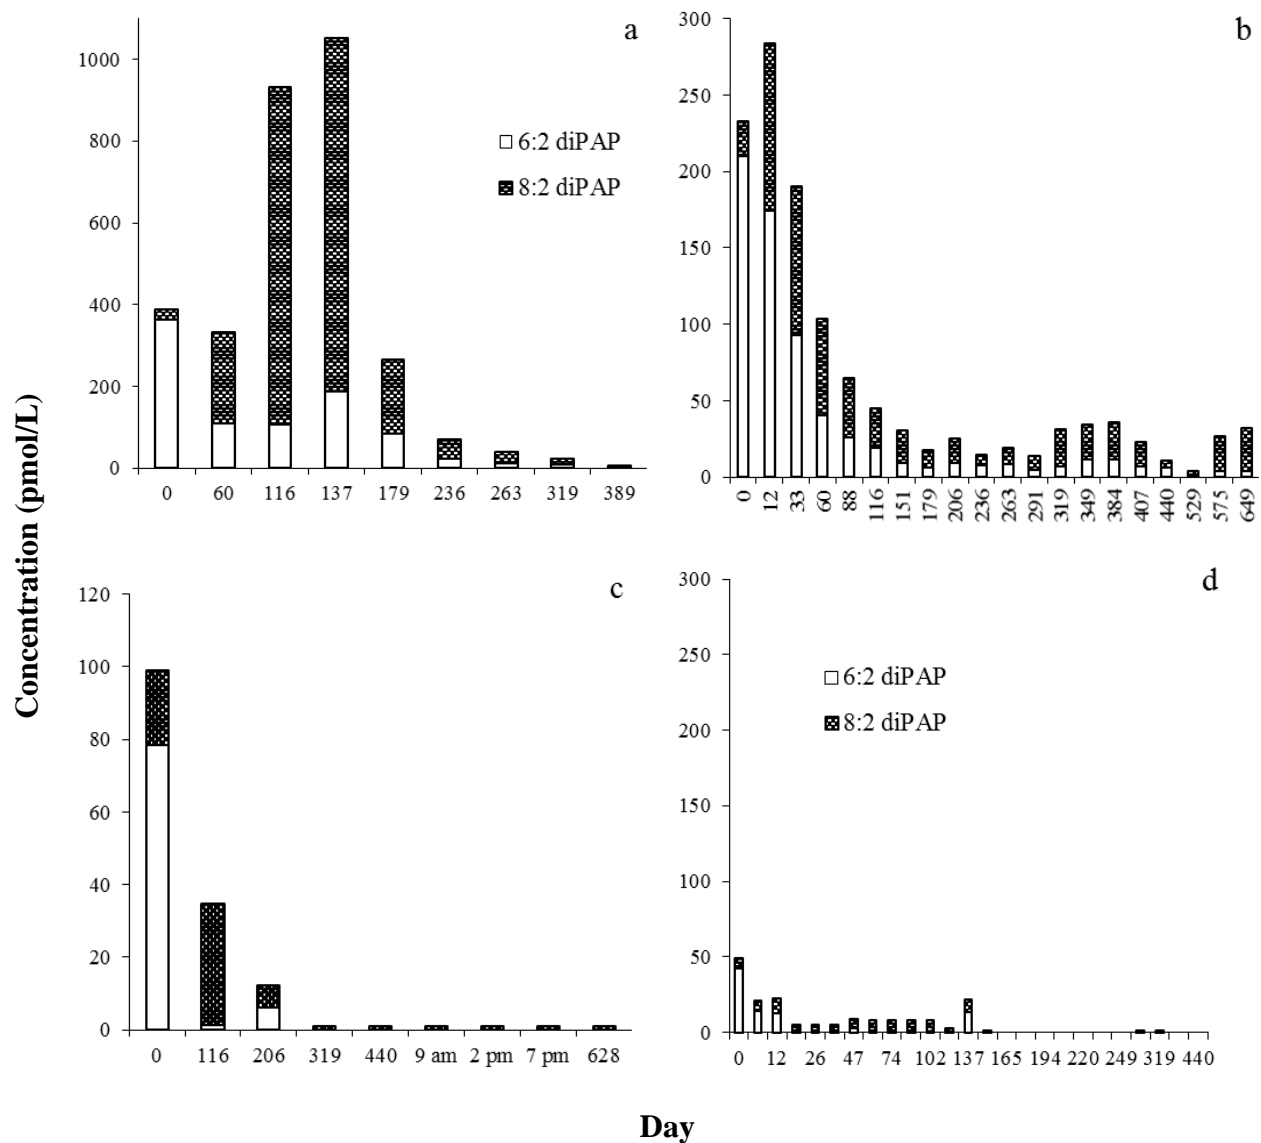 a
1000
800
600
400
200
0
6:2 diPAP
8:2 diPAP
0 60 116 137 179 236 263 319 389
b
300
250
200
150
100
50
0
0 12 33 60 88 116 151 179 206 236 263 291 319 349 384 407 440 529 575 649
Concentration (pmol/L)
c
120
100
80
60
40
20
0
0 116 206 319 440 9 am 2 pm 7 pm 628
d
300
250
200
150
100
50
0
6:2 diPAP
8:2 diPAP
0 12 26 47 74 102 137 165 194 220 249 319 440
Day